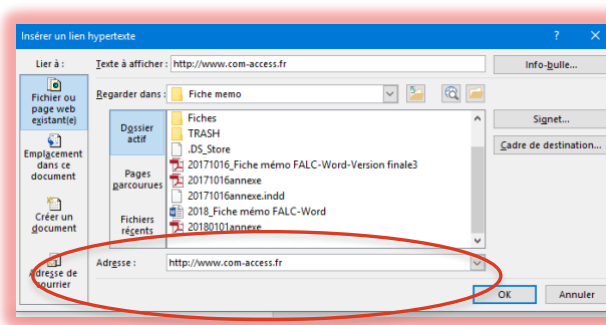 Insérer un lien hypertexte ? X
Lier à :
Texte à afficher : http://www.com-access.fr
Info-bulle...
Fichier ou
page web
existant(e)
Emplacement
dans ce
document
Créer un
document
Adresse de
courrier
Regarder dans :
Fiche memo
Dossier
actif
Pages
parcourues
Fichiers
récents
Fiches
TRASH
.DS_Store
20171016_Fiche mémo FALC-Word-Version finale3
20171016annexe
20171016annexe.indd
2018_Fiche mémo FALC-Word
20180101annexe
Signet...
Cadre de destination...
Adresse : http://www.com-access.fr
OK
Annuler